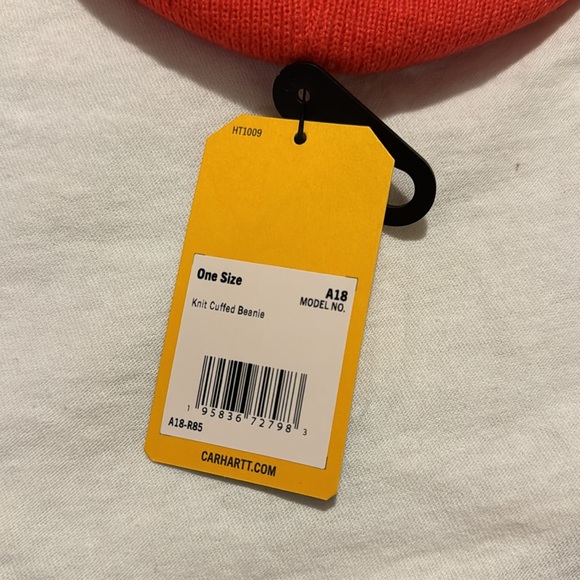 HT1009
One Size
A18
MODEL NO.
Knit Cuffed Beanie
1 95836 72798 3
A18-R85
CARHARTT.COM